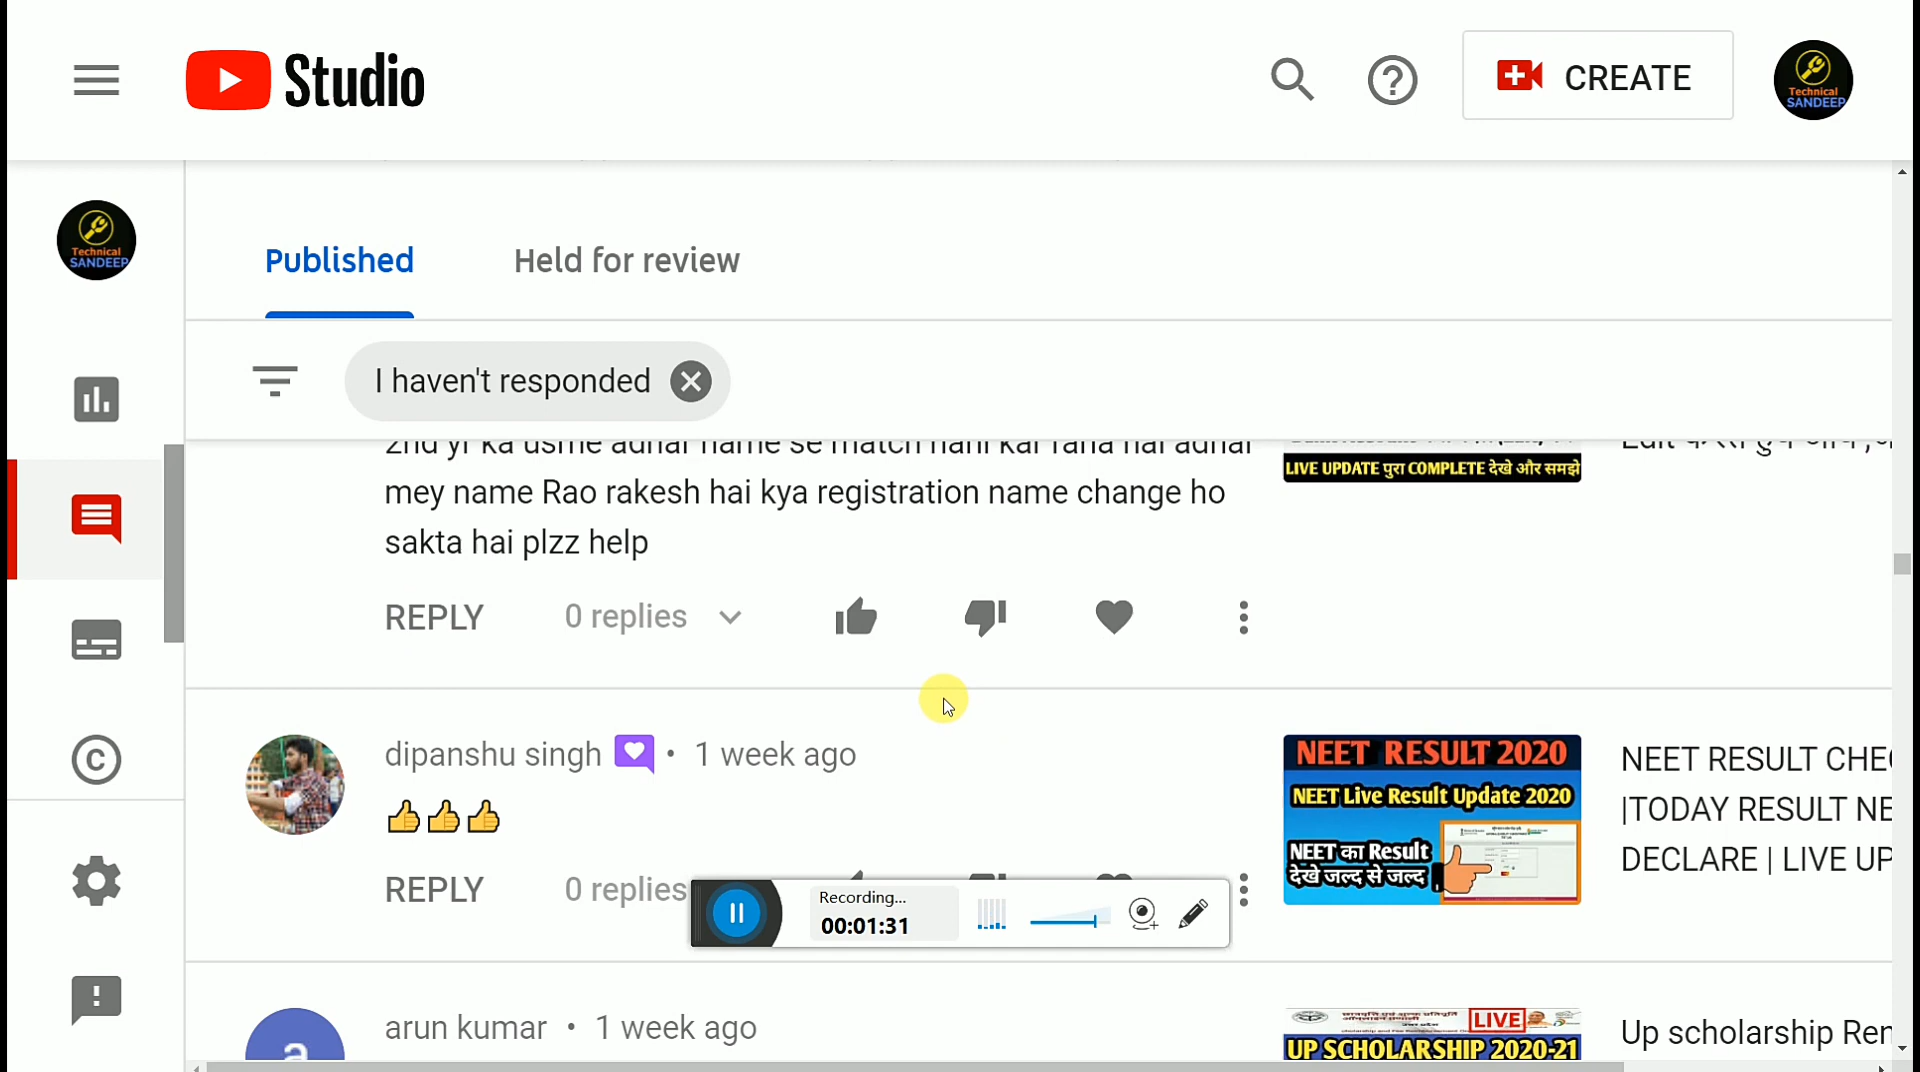 Studio
CREATE
Technical
SANDEEP
Technical
SANDEEP
Published
Held for review
I haven't responded
2nd yr ka usme adhar name se match nahi kar raha hai adhar
mey name Rao rakesh hai kya registration name change ho
sakta hai plzz help
LIVE UPDATE पुरा COMPLETE देखे और समझे
REPLY
0 replies
dipanshu singh • 1 week ago
👍👍👍
REPLY
0 replies
NEET RESULT 2020
NEET Live Result Update 2020
NEET का Result
देखे जल्द से जल्द
NEET RESULT CHE
|TODAY RESULT NE
DECLARE | LIVE UP
Recording...
00:01:31
a
arun kumar • 1 week ago
LIVE
UP SCHOLARSHIP 2020-21
Up scholarship Ren